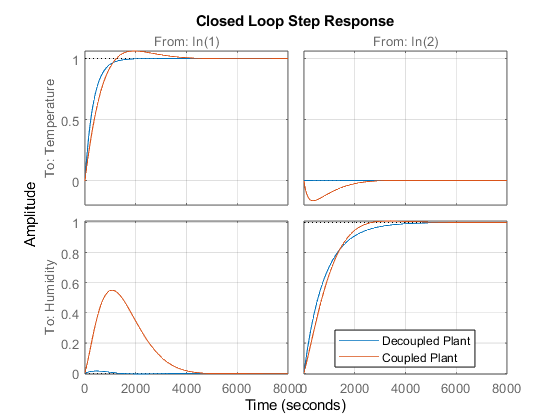 Closed Loop Step Response
From: In(1) From: In(2)
To: Temperature
1
0.5
0
Amplitude
To: Humidity
1
0.8
0.6
0.4
0.2
0
Decoupled Plant
Coupled Plant
0 2000 4000 6000 8000 0 2000 4000 6000 8000
Time (seconds)